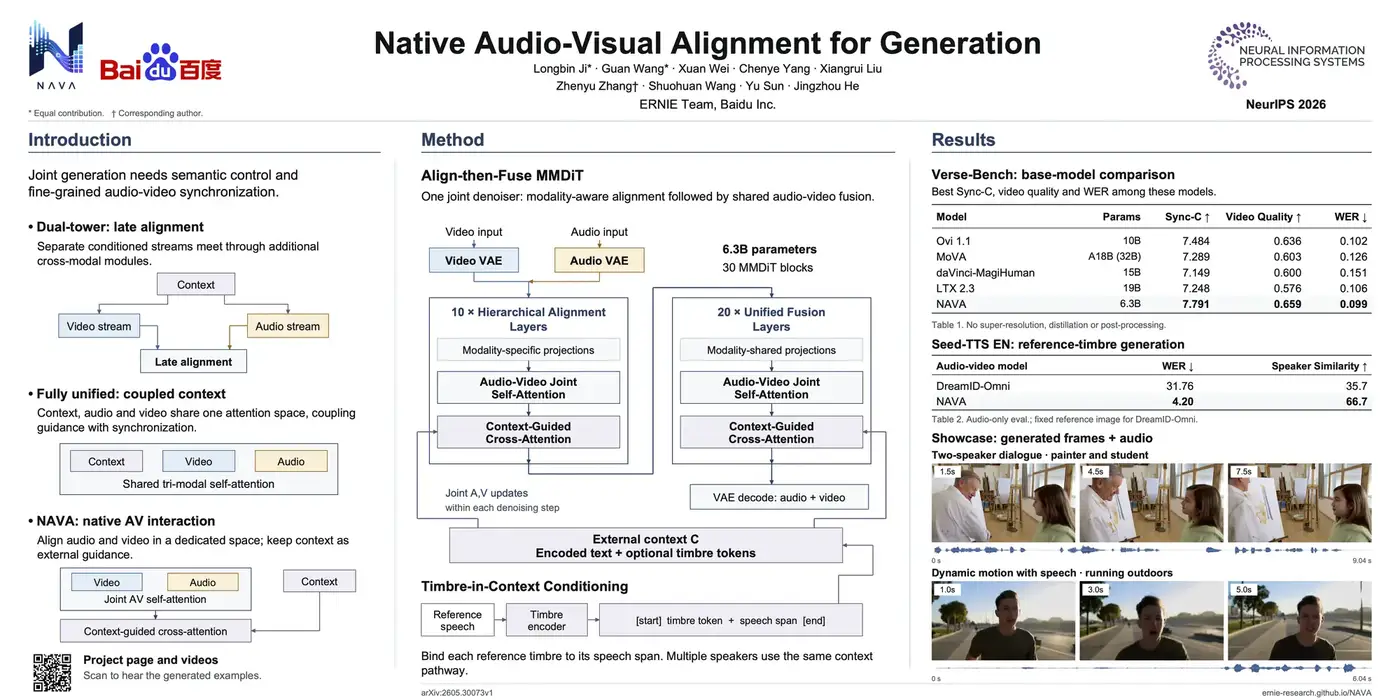 NAVA
Bai du 百度
* Equal contribution. † Corresponding author.
Native Audio-Visual Alignment for Generation
Longbin Ji* · Guan Wang* · Xuan Wei · Chenye Yang · Xiangrui Liu
Zhenyu Zhang† · Shuohuan Wang · Yu Sun · Jingzhou He
ERNIE Team, Baidu Inc.
NEURAL INFORMATION
PROCESSING SYSTEMS
NeurIPS 2026
Introduction
Joint generation needs semantic control and
fine-grained audio-video synchronization.
• Dual-tower: late alignment
Separate conditioned streams meet through additional
cross-modal modules.
Context
Video stream
Audio stream
Late alignment
• Fully unified: coupled context
Context, audio and video share one attention space, coupling
guidance with synchronization.
Context
Video
Audio
Shared tri-modal self-attention
• NAVA: native AV interaction
Align audio and video in a dedicated space; keep context as
external guidance.
Video
Audio
Context
Joint AV self-attention
Context-guided cross-attention
Project page and videos
Scan to hear the generated examples.
Method
Align-then-Fuse MMDiT
One joint denoiser: modality-aware alignment followed by shared audio-video fusion.
Video input
Audio input
Video VAE
Audio VAE
6.3B parameters
30 MMDiT blocks
10 × Hierarchical Alignment
Layers
Modality-specific projections
Audio-Video Joint
Self-Attention
Context-Guided
Cross-Attention
20 × Unified Fusion
Layers
Modality-shared projections
Audio-Video Joint
Self-Attention
Context-Guided
Cross-Attention
Joint A,V updates
within each denoising step
VAE decode: audio + video
External context C
Encoded text + optional timbre tokens
Timbre-in-Context Conditioning
Reference
speech
Timbre
encoder
[start] timbre token + speech span [end]
Bind each reference timbre to its speech span. Multiple speakers use the same context
pathway.
arXiv:2605.30073v1
Results
Verse-Bench: base-model comparison
Best Sync-C, video quality and WER among these models.
Model Params Sync-C ↑ Video Quality ↑ WER ↓
Ovi 1.1 10B 7.484 0.636 0.102
MoVA A18B (32B) 7.289 0.603 0.126
daVinci-MagiHuman 15B 7.149 0.600 0.151
LTX 2.3 19B 7.248 0.576 0.106
NAVA 6.3B 7.791 0.659 0.099
Table 1. No super-resolution, distillation or post-processing.
Seed-TTS EN: reference-timbre generation
Audio-video model WER ↓ Speaker Similarity ↑
DreamID-Omni 31.76 35.7
NAVA 4.20 66.7
Table 2. Audio-only eval.; fixed reference image for DreamID-Omni.
Showcase: generated frames + audio
Two-speaker dialogue · painter and student
1.5s
4.5s
7.5s
0 s
9.04 s
Dynamic motion with speech · running outdoors
1.0s
3.0s
5.0s
0 s
6.04 s
ernie-research.github.io/NAVA